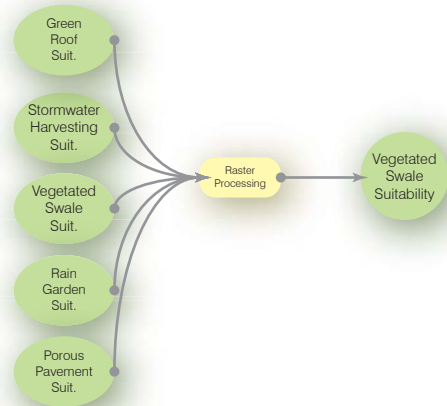 Green
Roof
Suit.
Stormwater
Harvesting
Suit.
Vegetated
Swale
Suit.
Rain
Garden
Suit.
Porous
Pavement
Suit.
Raster
Processing
Vegetated
Swale
Suitability